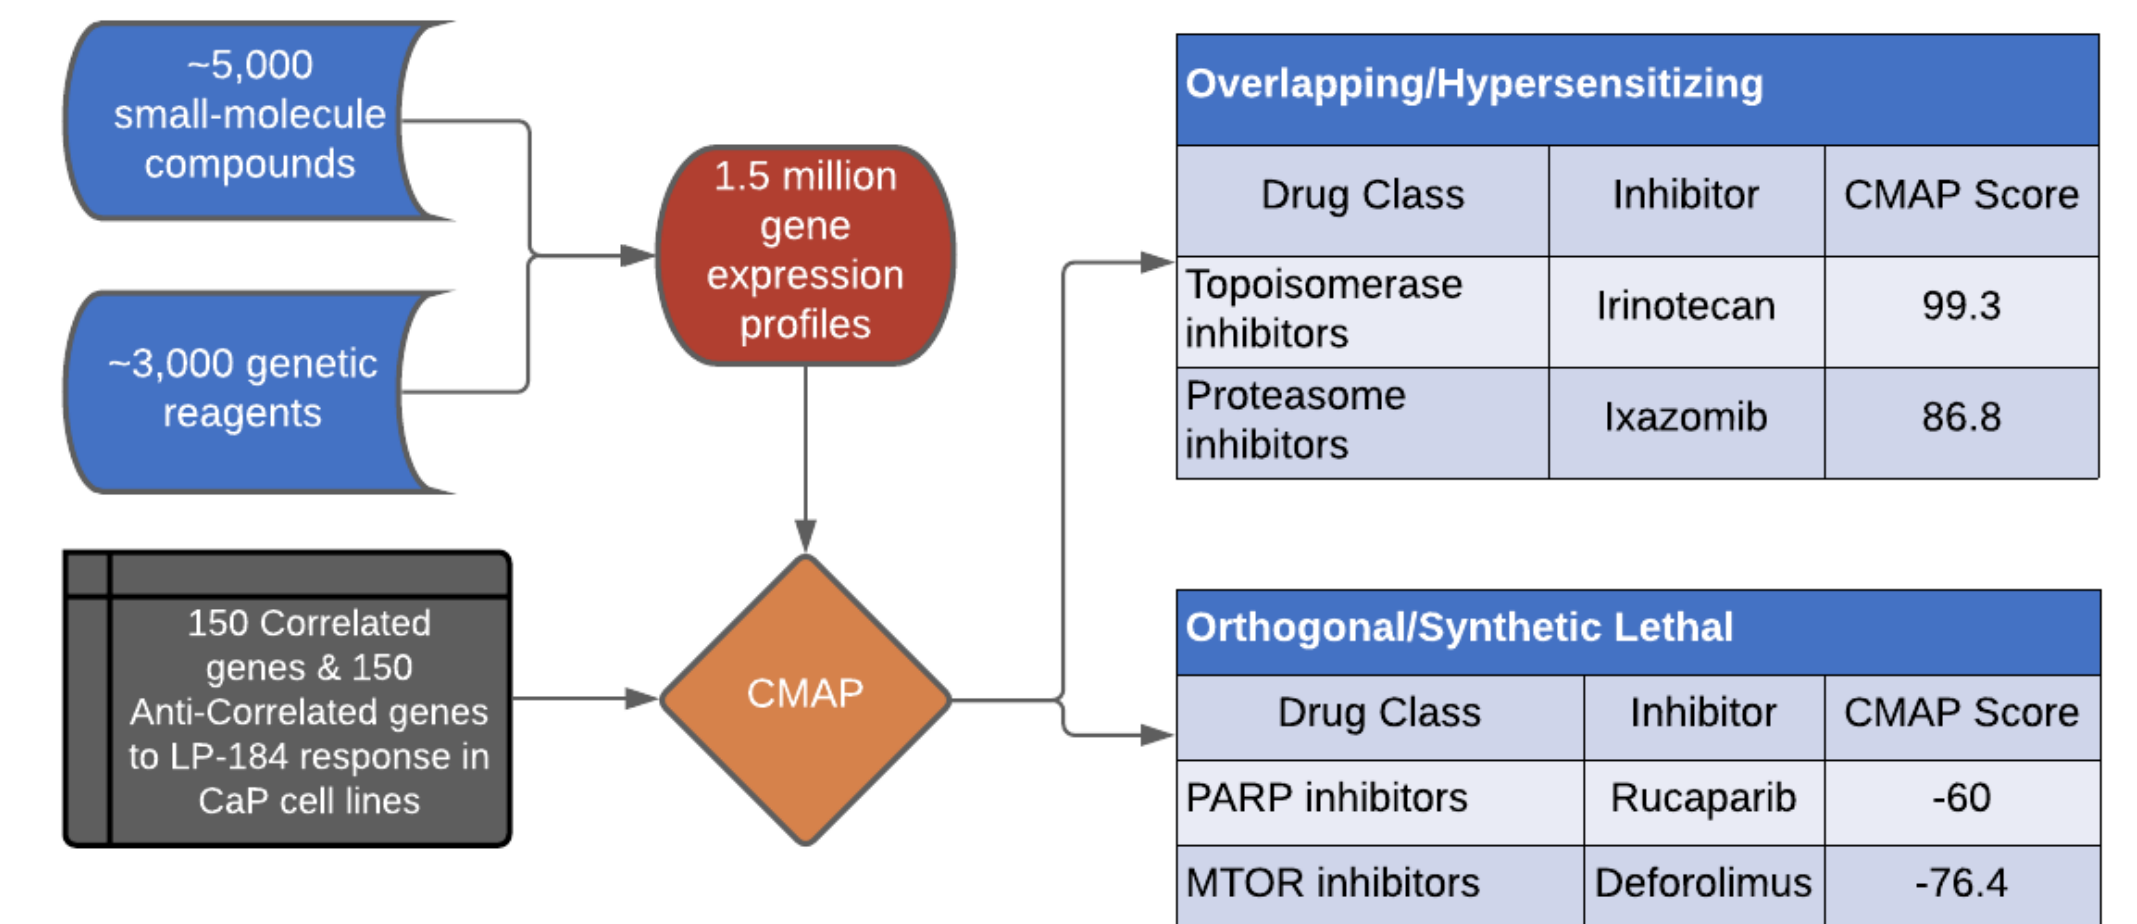 ~5,000
small-molecule
compounds
~3,000 genetic
reagents
150 Correlated
genes & 150
Anti-Correlated genes
to LP-184 response in
CaP cell lines
1.5 million
gene
expression
profiles
CMAP
Overlapping/Hypersensitizing
Drug Class Inhibitor CMAP Score
Topoisomerase
inhibitors Irinotecan 99.3
Proteasome
inhibitors Ixazomib 86.8
Orthogonal/Synthetic Lethal
Drug Class Inhibitor CMAP Score
PARP inhibitors Rucaparib -60
MTOR inhibitors Deforolimus -76.4